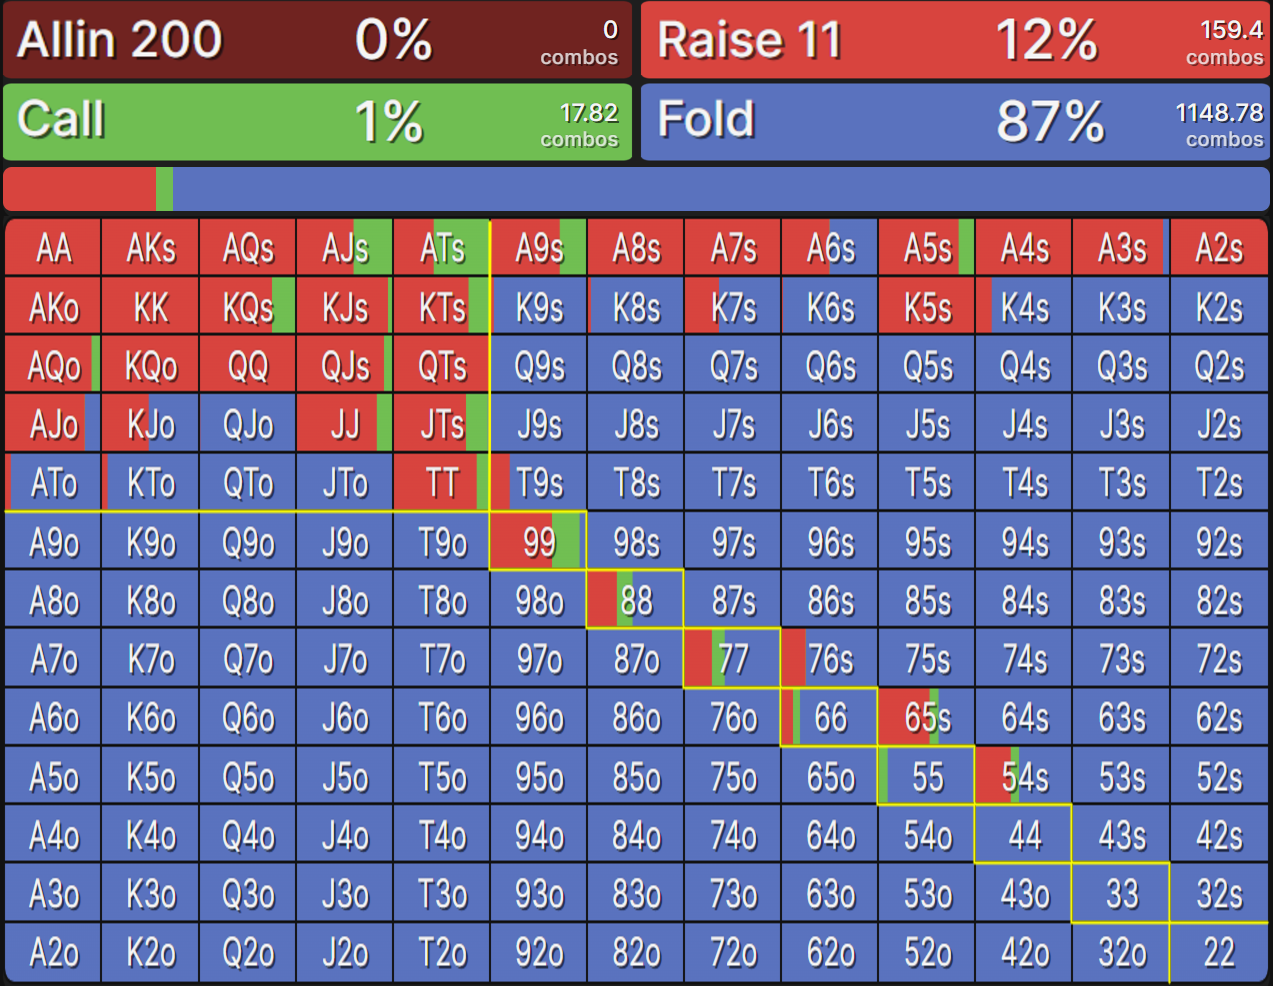 Allin 200 0% 0 combos Raise 11 12% 159.4 combos
Call 1% 17.82 combos Fold 87% 1148.78 combos
AA AKs AQs AJs ATs A9s A8s A7s A6s A5s A4s A3s A2s
AKo KK KQs KJs KTs K9s K8s K7s K6s K5s K4s K3s K2s
AQo KQo QQ QJs QTs Q9s Q8s Q7s Q6s Q5s Q4s Q3s Q2s
AJo KJo QJo JJ JTs J9s J8s J7s J6s J5s J4s J3s J2s
ATo KTo QTo JTo TT T9s T8s T7s T6s T5s T4s T3s T2s
A9o K9o Q9o J9o T9o 99 98s 97s 96s 95s 94s 93s 92s
A8o K8o Q8o J8o T8o 98o 88 87s 86s 85s 84s 83s 82s
A7o K7o Q7o J7o T7o 97o 87o 77 76s 75s 74s 73s 72s
A6o K6o Q6o J6o T6o 96o 86o 76o 66 65s 64s 63s 62s
A5o K5o Q5o J5o T5o 95o 85o 75o 65o 55 54s 53s 52s
A4o K4o Q4o J4o T4o 94o 84o 74o 64o 54o 44 43s 42s
A3o K3o Q3o J3o T3o 93o 83o 73o 63o 53o 43o 33 32s
A2o K2o Q2o J2o T2o 92o 82o 72o 62o 52o 42o 32o 22